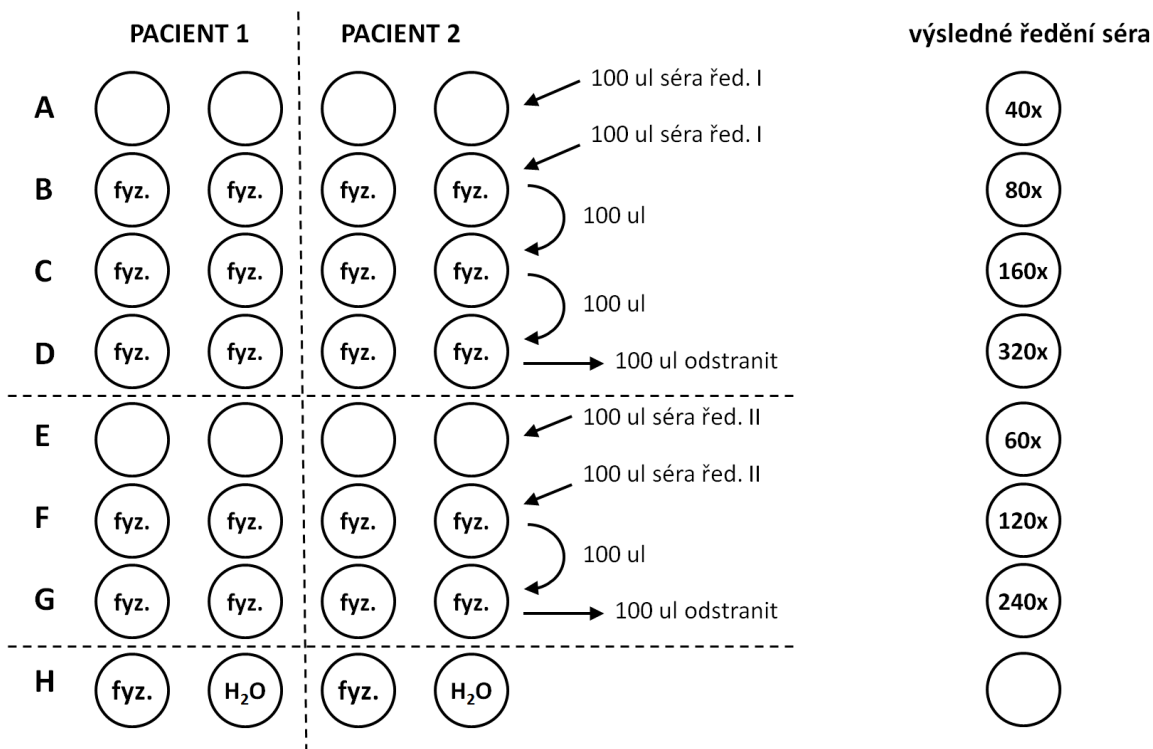 PACIENT 1 PACIENT 2 výsledné ředění séra
A 100 ul séra řed. I 40x
100 ul séra řed. I
B fyz. fyz. fyz. fyz. 80x
100 ul
C fyz. fyz. fyz. fyz. 160x
100 ul
D fyz. fyz. fyz. fyz. 100 ul odstranit 320x
E 100 ul séra řed. II 60x
100 ul séra řed. II
F fyz. fyz. fyz. fyz. 120x
100 ul
G fyz. fyz. fyz. fyz. 100 ul odstranit 240x
H fyz. H₂O fyz. H₂O